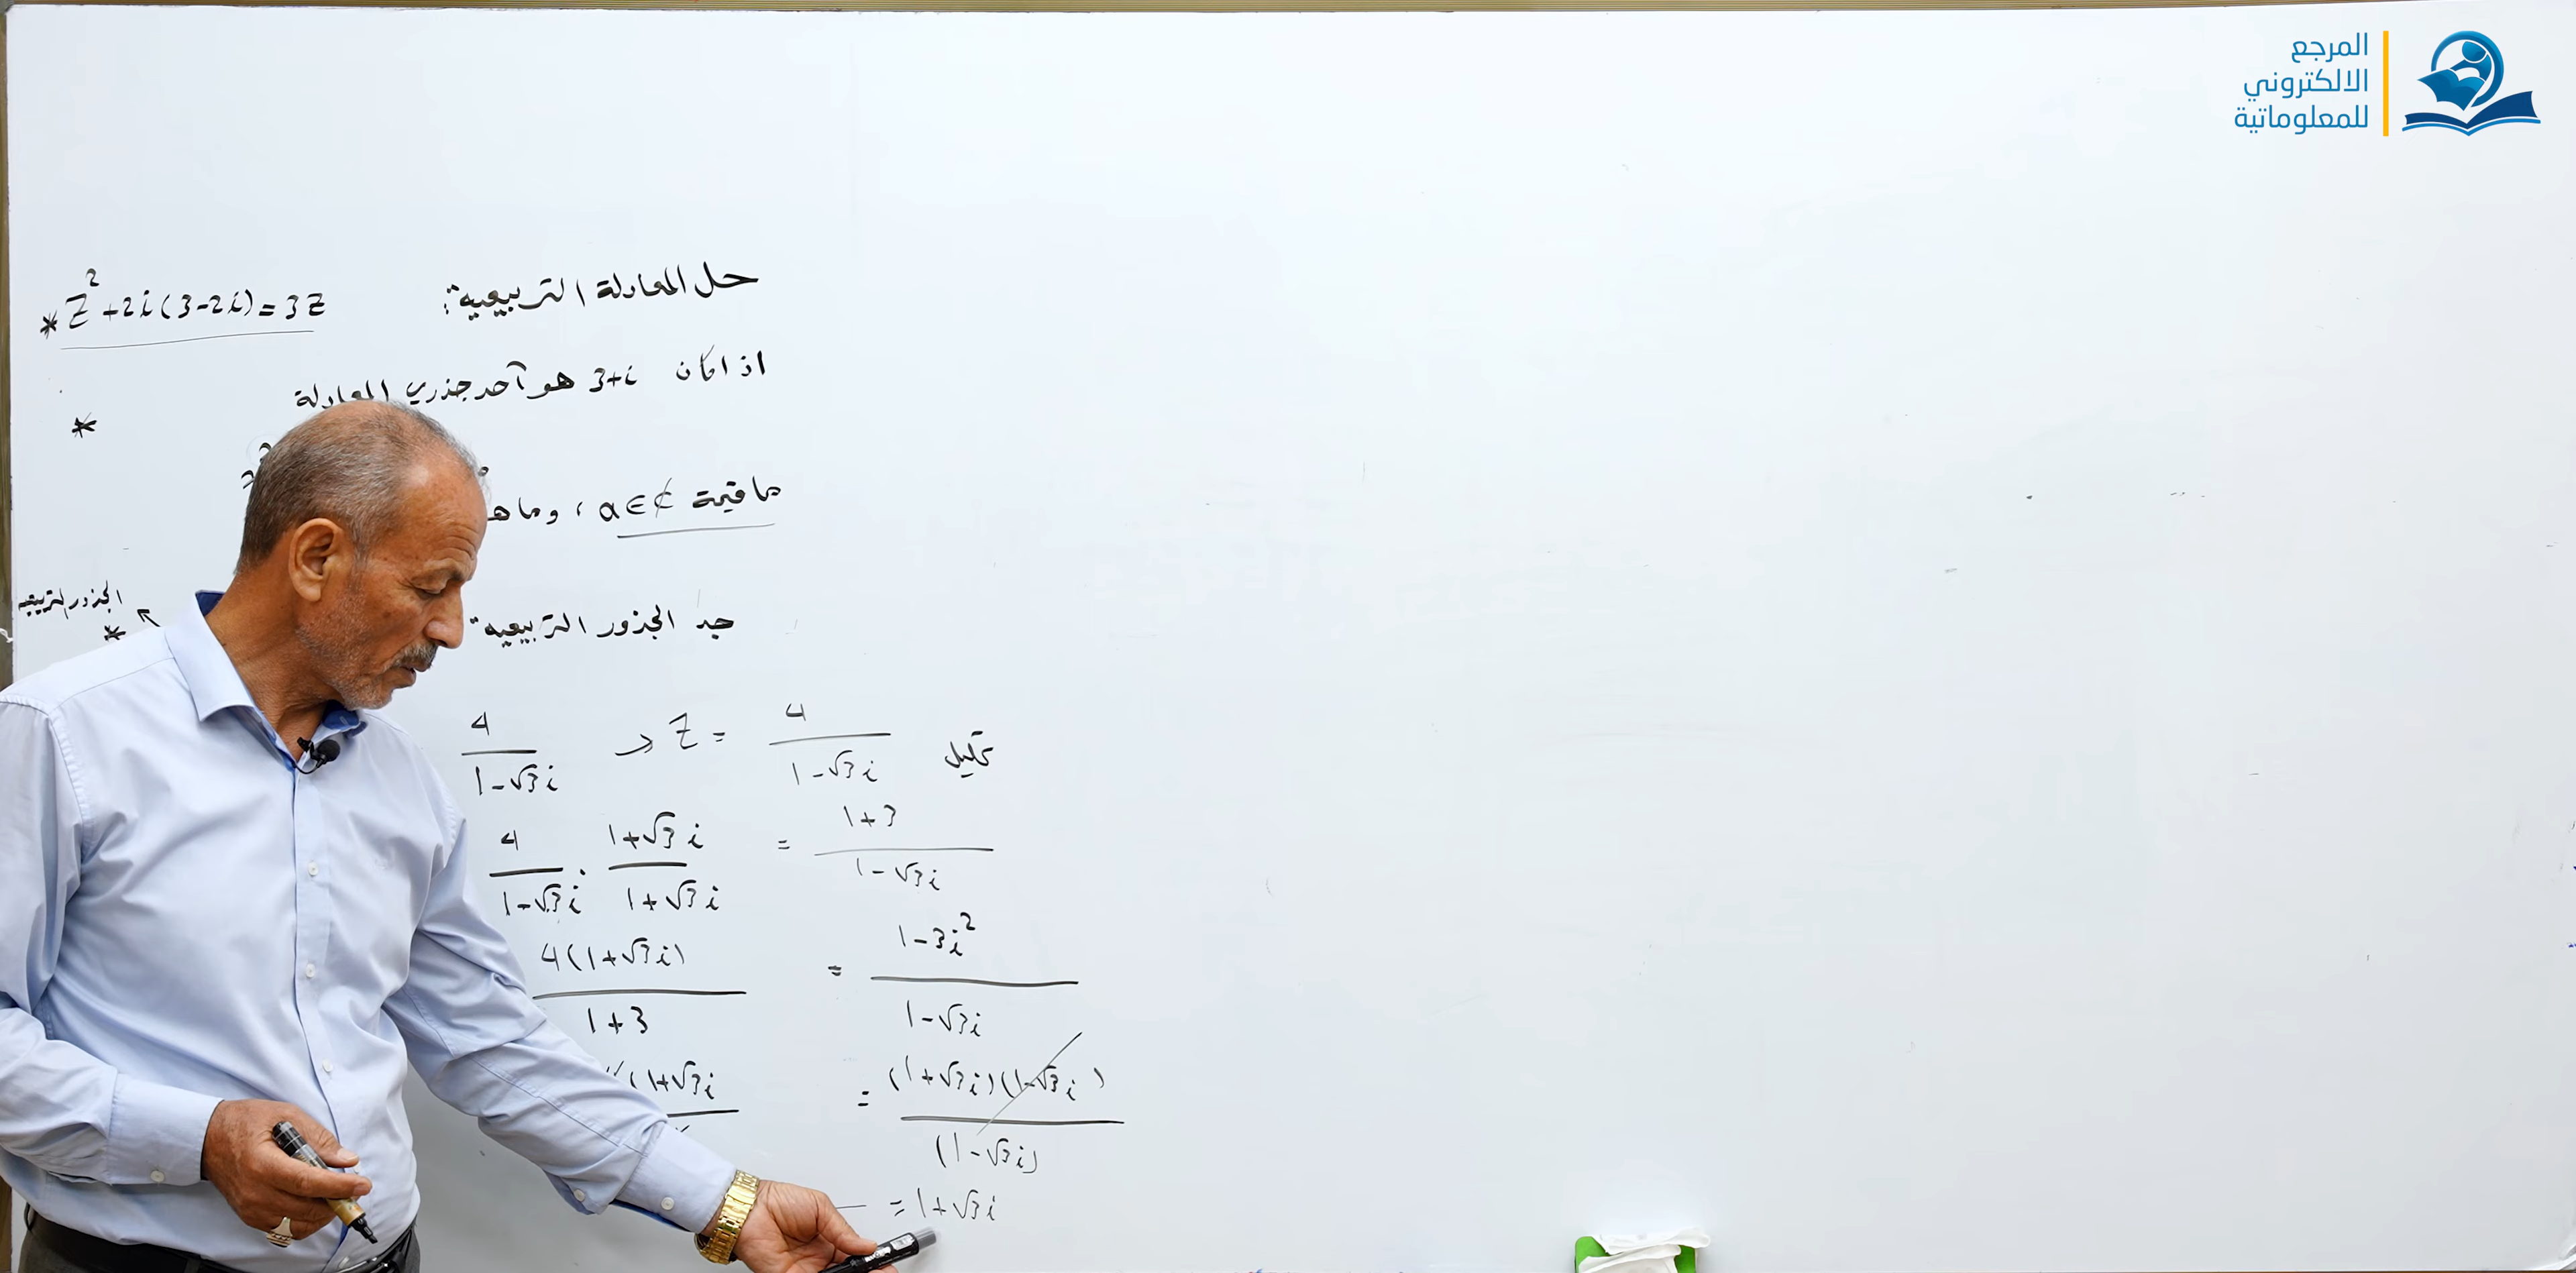 المرجع
الالكتروني
للمعلوماتية
حل المعادلة التربيعية:
* Z² + 2i(3-2i) = 3Z
اذا كان 3+i هو أحد جذري المعادلة
*
ما قيمة a∈ℂ ، وما
جد الجذور التربيعية
الجذور التربيعية
*
4 / 1-√3i → Z = 4 / 1-√3i تحليل
4 / 1-√3i . 1+√3i / 1+√3i = 1+3 / 1-√3i
4(1+√3i) / 1+3 = 1-3i² / 1-√3i
(1+√3i = (1+√3i)(1-√3i) / (1-√3i)
= 1+√3i